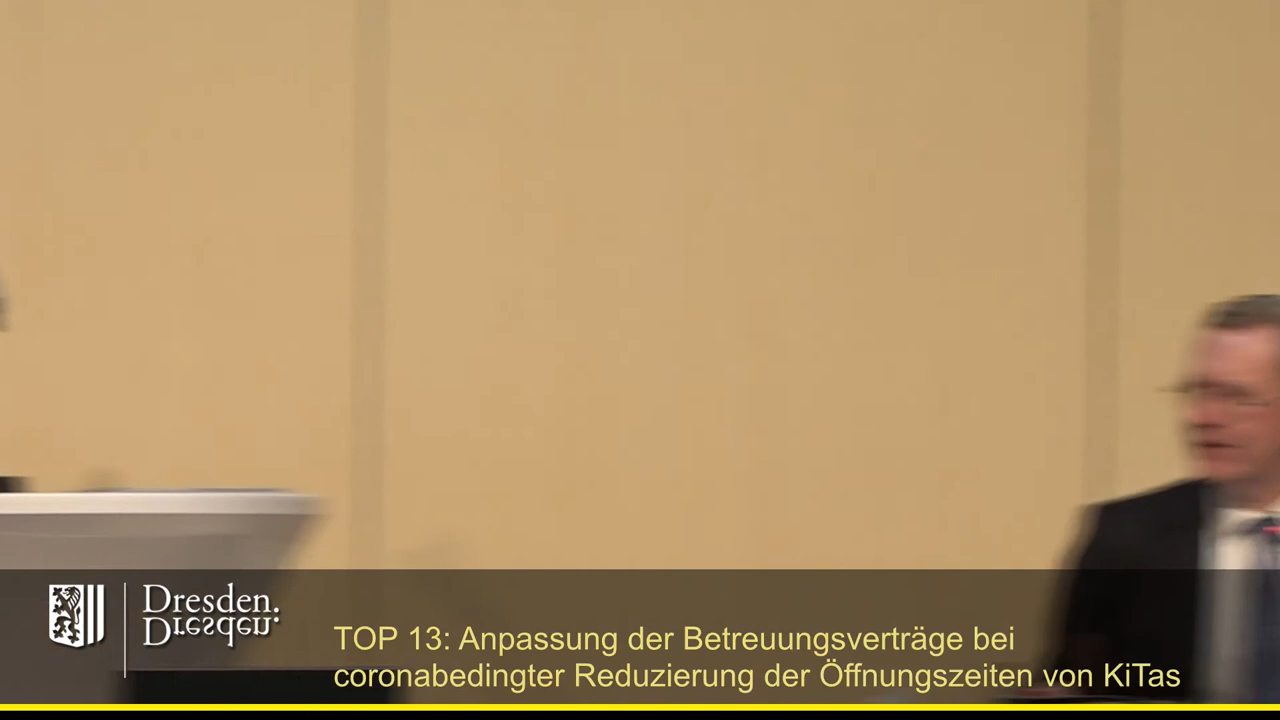 Dresden.
Dresden.
TOP 13: Anpassung der Betreuungsverträge bei
coronabedingter Reduzierung der Öffnungszeiten von KiTas